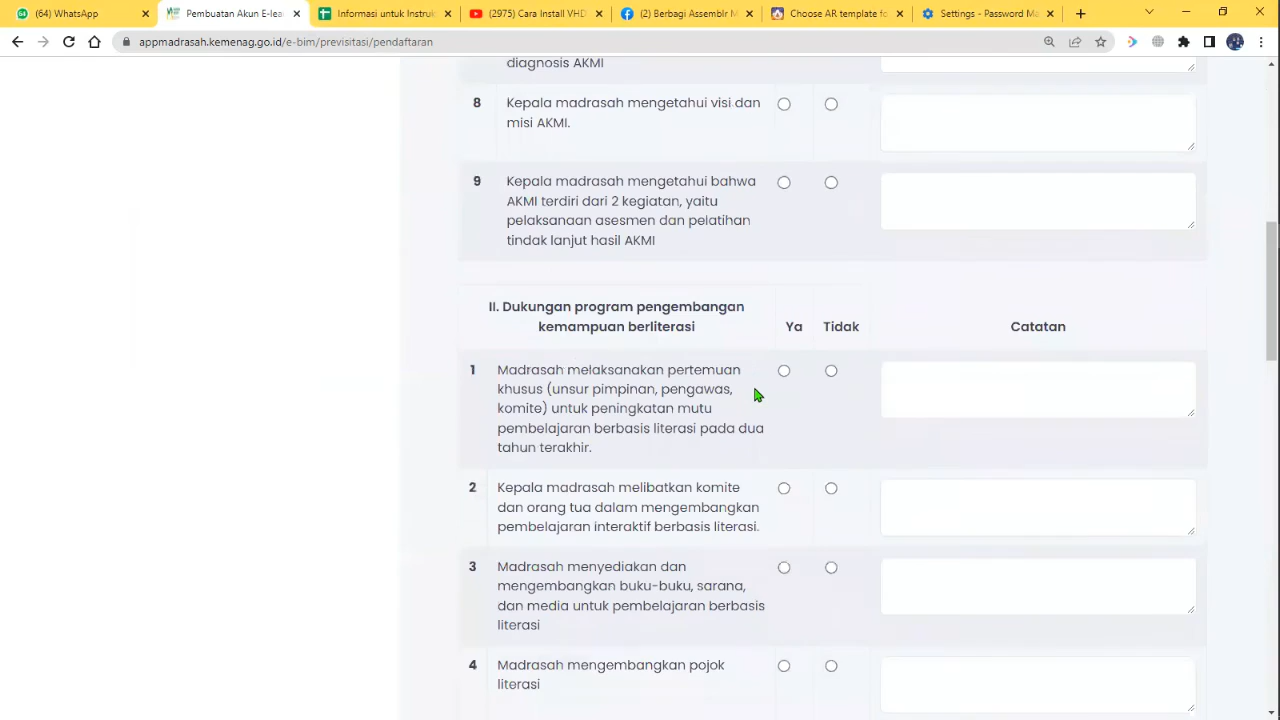 (64) WhatsApp
Pembuatan Akun E-lea
Informasi untuk Instruk
(2975) Cara Install VHD
(2) Berbagi Assemblr M
Choose AR template fo
Settings - Password Ma
appmadrasah.kemenag.go.id/e-bim/previsitasi/pendaftaran
diagnosis AKMI
8 Kepala madrasah mengetahui visi dan
misi AKMI.
9 Kepala madrasah mengetahui bahwa
AKMI terdiri dari 2 kegiatan, yaitu
pelaksanaan asesmen dan pelatihan
tindak lanjut hasil AKMI
II. Dukungan program pengembangan
kemampuan berliterasi
Ya Tidak Catatan
1 Madrasah melaksanakan pertemuan
khusus (unsur pimpinan, pengawas,
komite) untuk peningkatan mutu
pembelajaran berbasis literasi pada dua
tahun terakhir.
2 Kepala madrasah melibatkan komite
dan orang tua dalam mengembangkan
pembelajaran interaktif berbasis literasi.
3 Madrasah menyediakan dan
mengembangkan buku-buku, sarana,
dan media untuk pembelajaran berbasis
literasi
4 Madrasah mengembangkan pojok
literasi